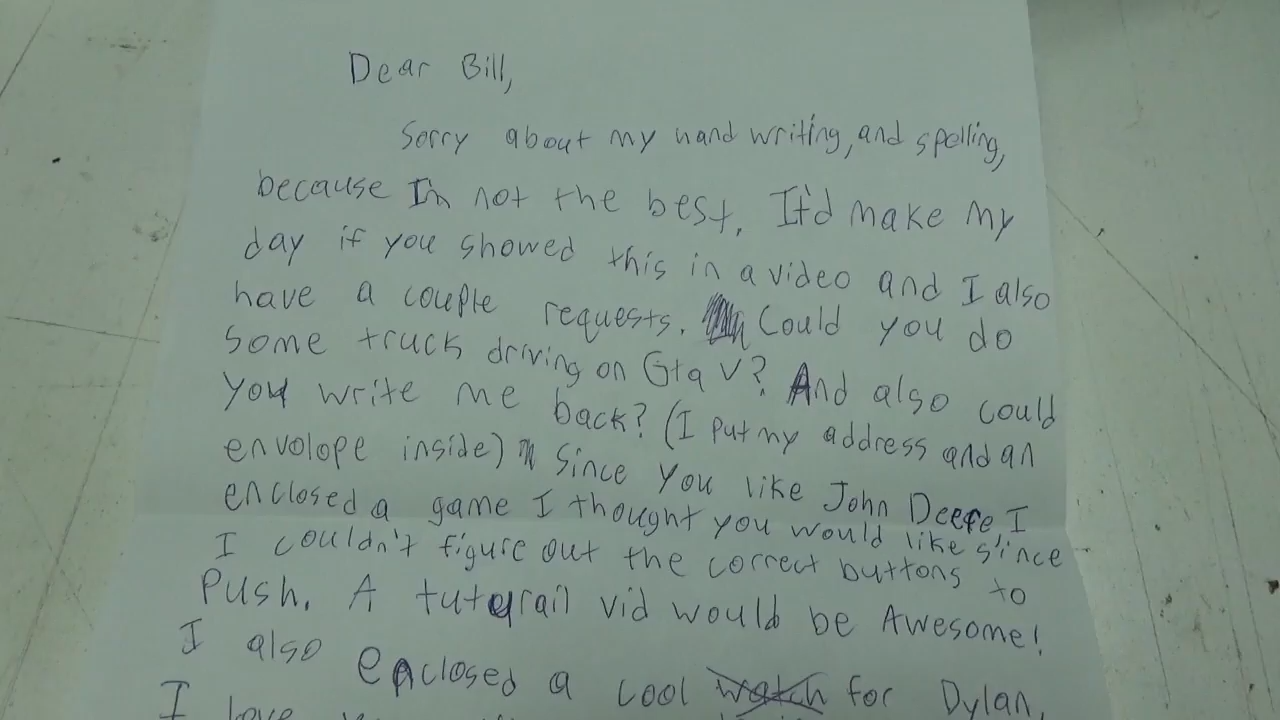 Dear Bill,
Sorry about my hand writing, and spelling,
because I'm not the best. It'd make my
day if you showed this in a video and I also
have a couple requests. Could you do
some truck driving on Gta V? And also could
you write me back? (I put my address and an
envolope inside) Since you like John Deere, I
enclosed a game I thought you would like since
I couldn't figure out the correct buttons to
Push. A tutorail vid would be Awesome!
I also enclosed a cool watch for Dylan.
I love